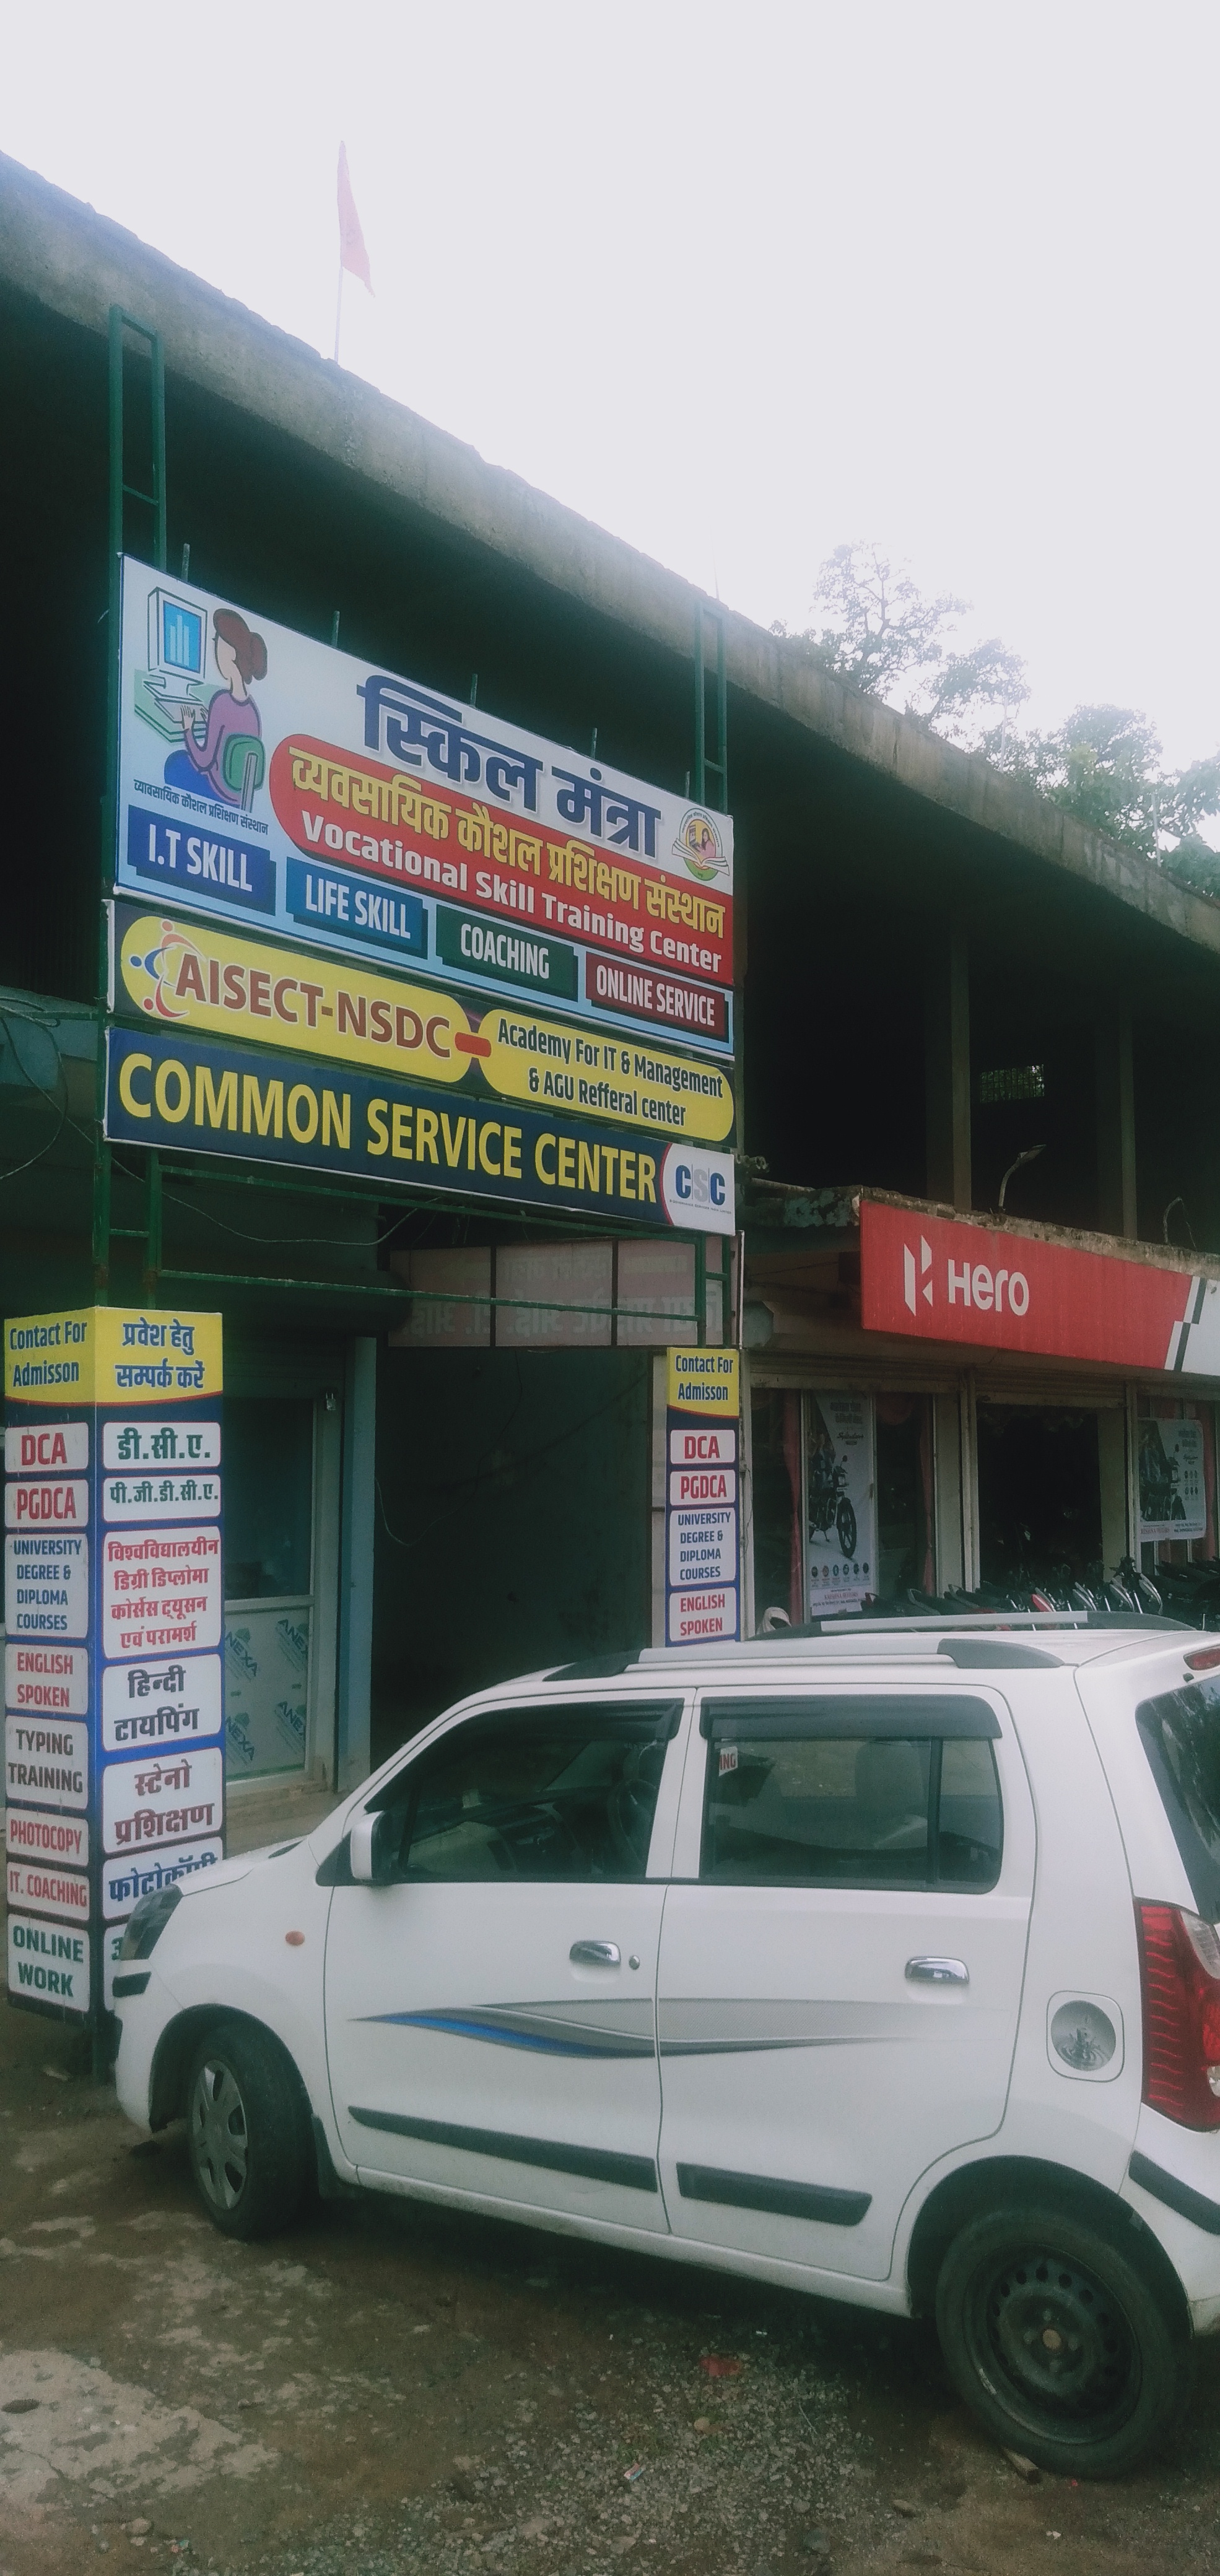 स्किल मंत्रा
व्यवसायिक कौशल प्रशिक्षण संस्थान
Vocational Skill Training Center
व्यावसायिक कौशल प्रशिक्षण संस्थान
I.T SKILL
LIFE SKILL
COACHING
ONLINE SERVICE
AISECT-NSDC
Academy For IT & Management
& AGU Refferal center
COMMON SERVICE CENTER
CSC
HERO
Contact For
Admisson
DCA
PGDCA
UNIVERSITY
DEGREE &
DIPLOMA
COURSES
ENGLISH
SPOKEN
TYPING
TRAINING
PHOTOCOPY
IT. COACHING
ONLINE
WORK
प्रवेश हेतु
सम्पर्क करें
डी.सी.ए.
पी.जी.डी.सी.ए.
विश्वविद्यालयीन
डिग्री डिप्लोमा
कोर्सेस ट्यूसन
एवं परामर्श
हिन्दी
टायपिंग
स्टेनो
प्रशिक्षण
फोटोकॉपी
Contact For
Admisson
DCA
PGDCA
UNIVERSITY
DEGREE &
DIPLOMA
COURSES
ENGLISH
SPOKEN
ING